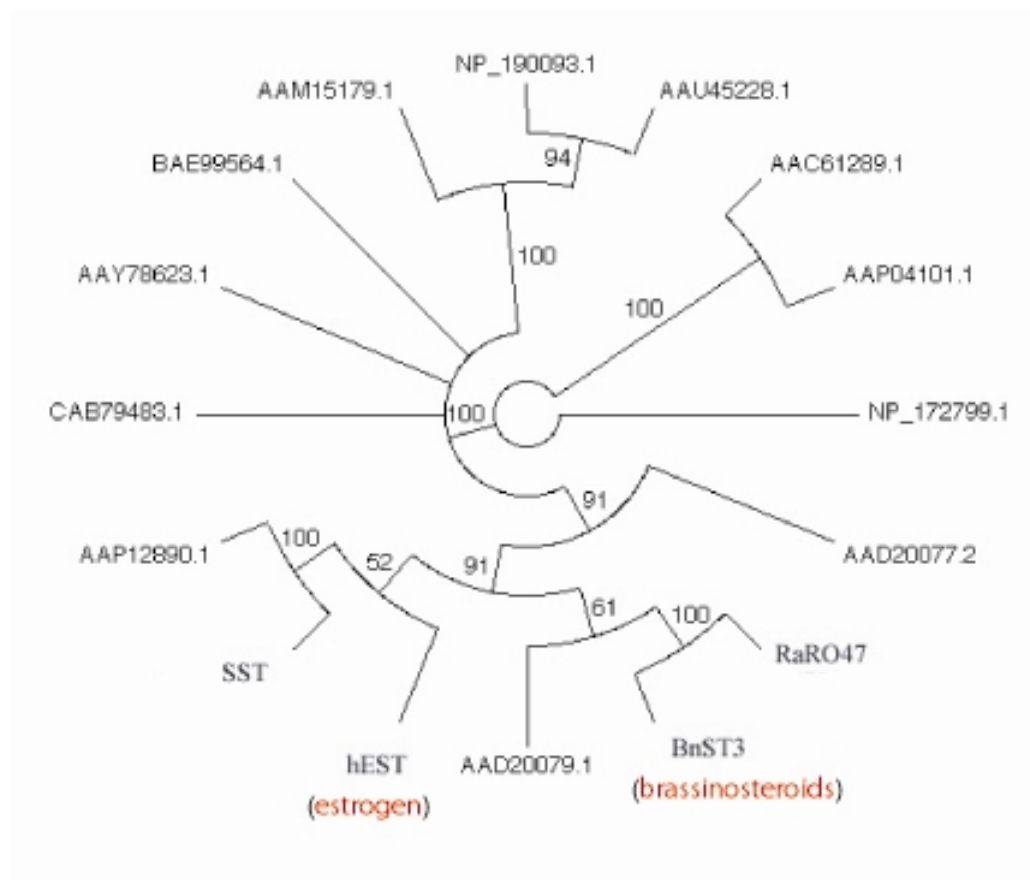 NP_190093.1
AAM15179.1
AAU45228.1
BAE99564.1
94
AAC61289.1
100
AAY78623.1
AAP04101.1
100
CAB79483.1
100
NP_172799.1
91
AAP12890.1
100
52
91
AAD20077.2
61
100
SST
RaRO47
hEST
(estrogen)
AAD20079.1
BnST3
(brassinosteroids)